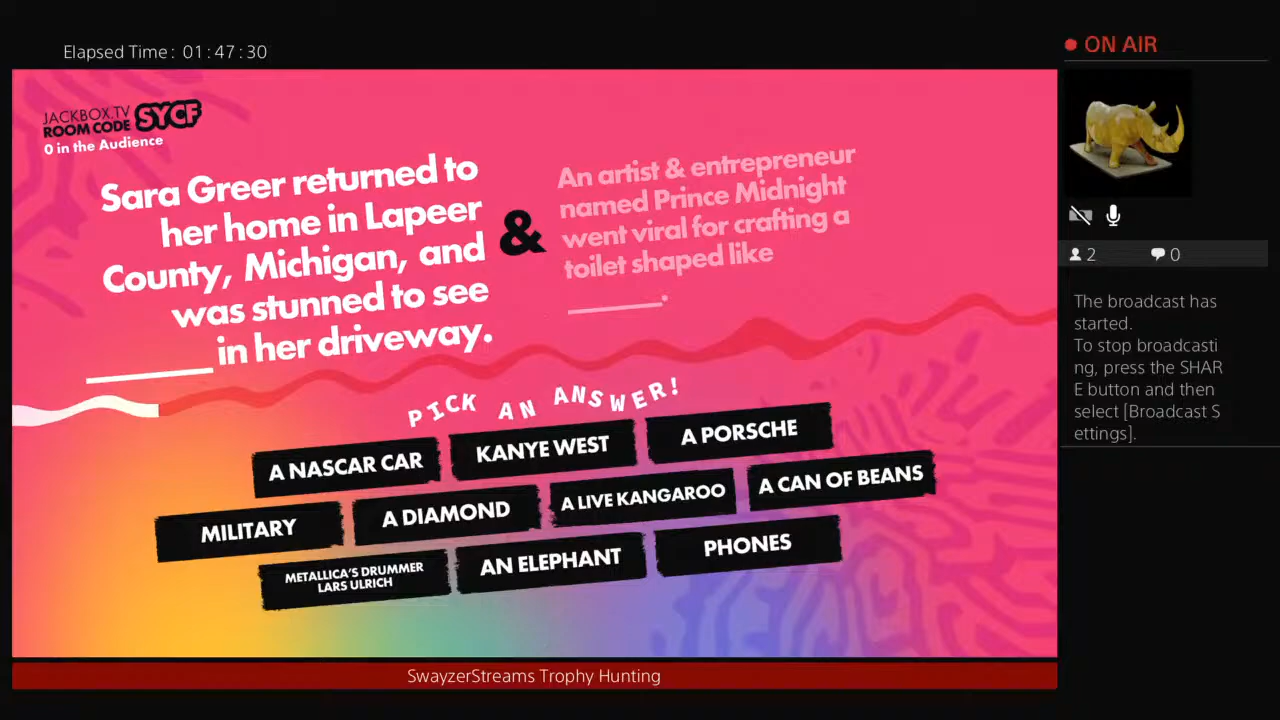 Elapsed Time: 01:47:30
ON AIR
JACKBOX.TV
ROOM CODE SYCF
0 in the Audience
Sara Greer returned to
her home in Lapeer
County, Michigan, and
was stunned to see
________ in her driveway.
&
An artist & entrepreneur
named Prince Midnight
went viral for crafting a
toilet shaped like
________.
PICK AN ANSWER!
A NASCAR CAR
KANYE WEST
A PORSCHE
MILITARY
A DIAMOND
A LIVE KANGAROO
A CAN OF BEANS
METALLICA'S DRUMMER
LARS ULRICH
AN ELEPHANT
PHONES
2
0
The broadcast has
started.
To stop broadcasti
ng, press the SHAR
E button and then
select [Broadcast S
ettings].
SwayzerStreams Trophy Hunting